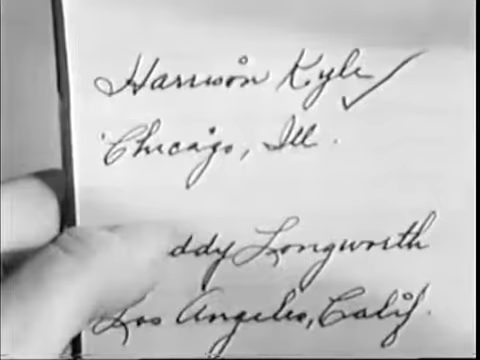 Harrison Kyle
Chicago, Ill.
ddy Longworth
Los Angeles, Calif.